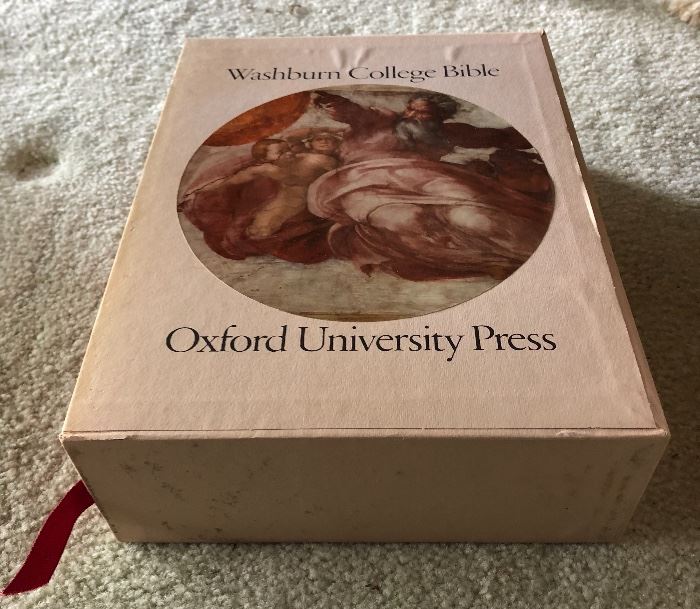 Washburn College Bible
Oxford University Press